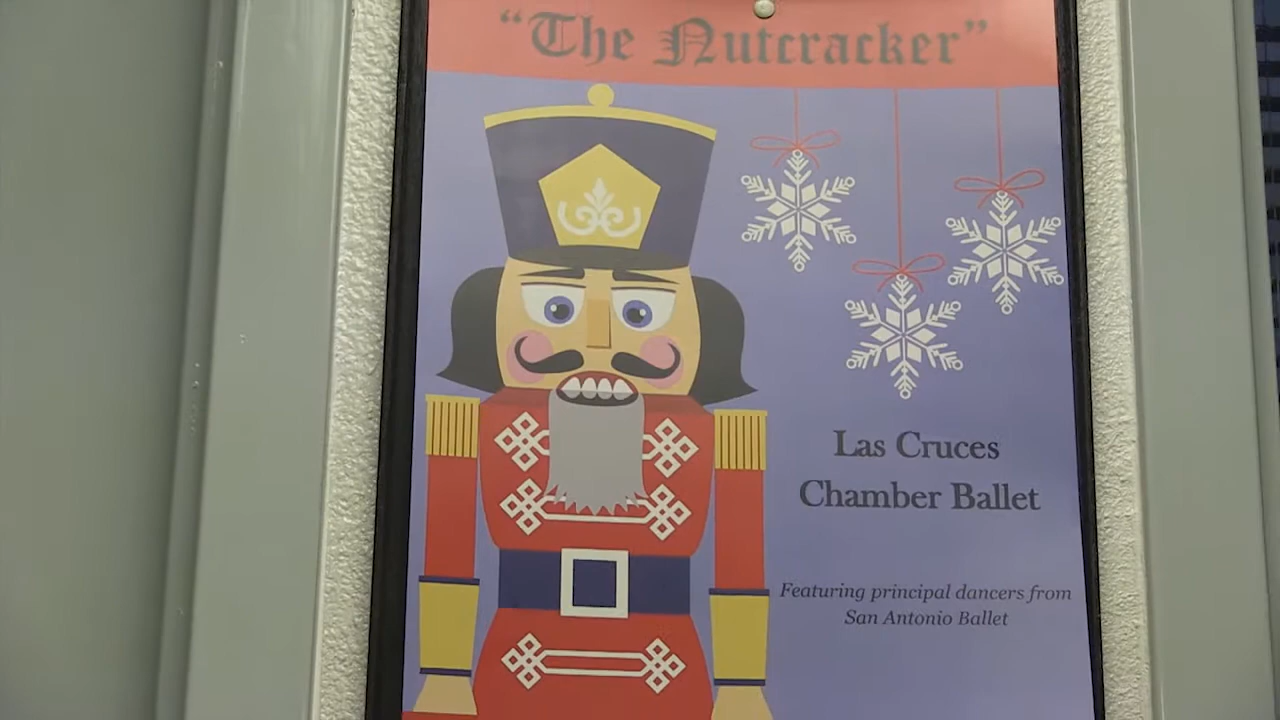 “The Nutcracker”
Las Cruces
Chamber Ballet
Featuring principal dancers from
San Antonio Ballet